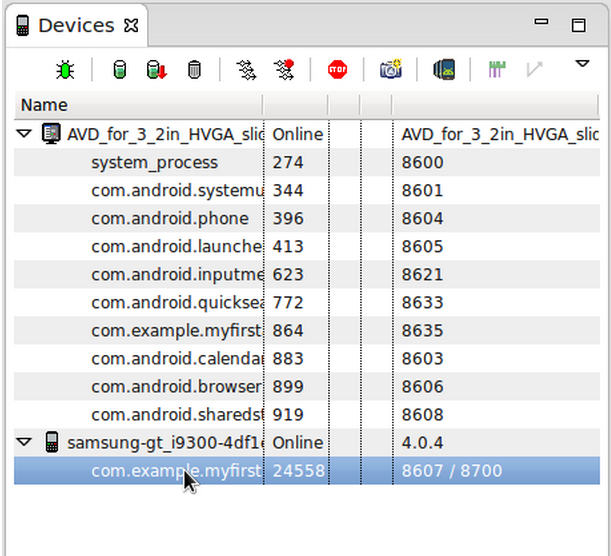 Devices
STOP
Name
AVD_for_3_2in_HVGA_slid Online AVD_for_3_2in_HVGA_slid
system_process 274 8600
com.android.systemu 344 8601
com.android.phone 396 8604
com.android.launche 413 8605
com.android.inputme 623 8621
com.android.quicksea 772 8633
com.example.myfirst 864 8635
com.android.calendar 883 8603
com.android.browser 899 8606
com.android.sharedst 919 8608
samsung-gt_i9300-4df1e Online 4.0.4
com.example.myfirst 24558 8607 / 8700